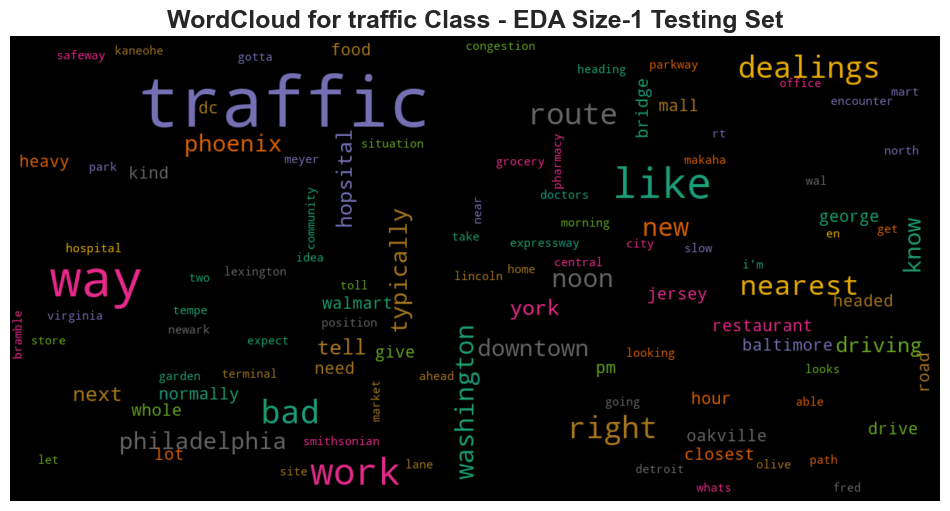 WordCloud for traffic Class - EDA Size-1 Testing Set
safeway
kaneohe
gotta
food
congestion
heading
parkway
dealings
office
mart
encounter
traffic
dc
route
bridge
mall
rt
phoenix
situation
heavy
park
kind
meyer
hopsital
grocery
pharmacy
makaha
north
doctors
like
wal
community
near
morning
new
george
get
en
know
hospital
idea
typically
take
expressway
city
slow
i'm
way
two
lexington
toll
lincoln
home
central
noon
nearest
headed
virginia
tempe
walmart
york
jersey
bramble
store
newark
position
expect
tell
give
washington
downtown
looking
restaurant
baltimore
driving
road
garden
terminal
need
ahead
pm
looks
next
normally
whole
bad
market
going
hour
able
philadelphia
smithsonian
right
oakville
drive
let
lot
site
work
lane
detroit
closest
olive
path
whats
fred